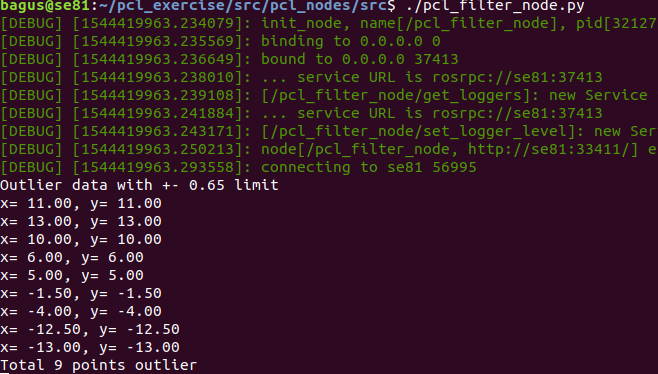 bagus@se81:~/pcl_exercise/src/pcl_nodes/src$ ./pcl_filter_node.py
[DEBUG] [1544419963.234079]: init_node, name[/pcl_filter_node], pid[32127
[DEBUG] [1544419963.235569]: binding to 0.0.0.0 0
[DEBUG] [1544419963.236649]: bound to 0.0.0.0 37413
[DEBUG] [1544419963.238010]: ... service URL is rosrpc://se81:37413
[DEBUG] [1544419963.239108]: [/pcl_filter_node/get_loggers]: new Service
[DEBUG] [1544419963.241884]: ... service URL is rosrpc://se81:37413
[DEBUG] [1544419963.243171]: [/pcl_filter_node/set_logger_level]: new Ser
[DEBUG] [1544419963.250213]: node[/pcl_filter_node, http://se81:33411/] e
[DEBUG] [1544419963.293558]: connecting to se81 56995
Outlier data with +- 0.65 limit
x= 11.00, y= 11.00
x= 13.00, y= 13.00
x= 10.00, y= 10.00
x= 6.00, y= 6.00
x= 5.00, y= 5.00
x= -1.50, y= -1.50
x= -4.00, y= -4.00
x= -12.50, y= -12.50
x= -13.00, y= -13.00
Total 9 points outlier